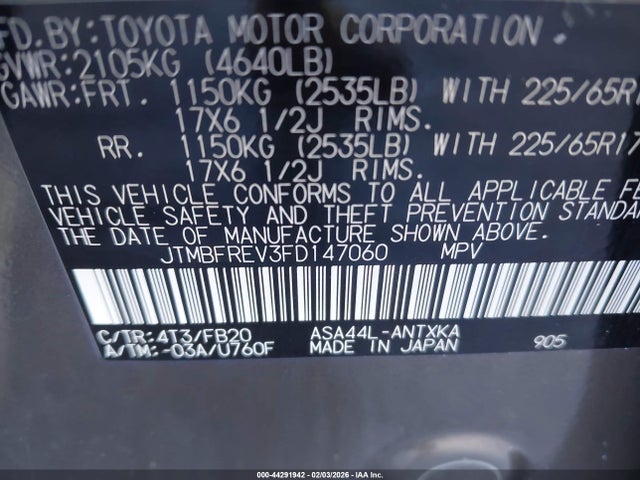 FD. BY: TOYOTA MOTOR CORPORATION
GVWR: 2105KG (4640LB)
GAWR: FRT. 1150KG (2535LB) WITH 225/65R1
17X6 1/2J RIMS.
RR. 1150KG (2535LB) WITH 225/65R17
17X6 1/2J RIMS.
THIS VEHICLE CONFORMS TO ALL APPLICABLE FE
VEHICLE SAFETY AND THEFT PREVENTION STANDA
THE DATE OF MANUFACTURE SHOWN ABOVE.
JTMBFREV3FD147060 MPV
C/TR: 4T3/FB20 ASA44L-ANTXKA
A/TM: -03A/U760F MADE IN JAPAN 905
000-44291942 02/03/2026 - IAA Inc.